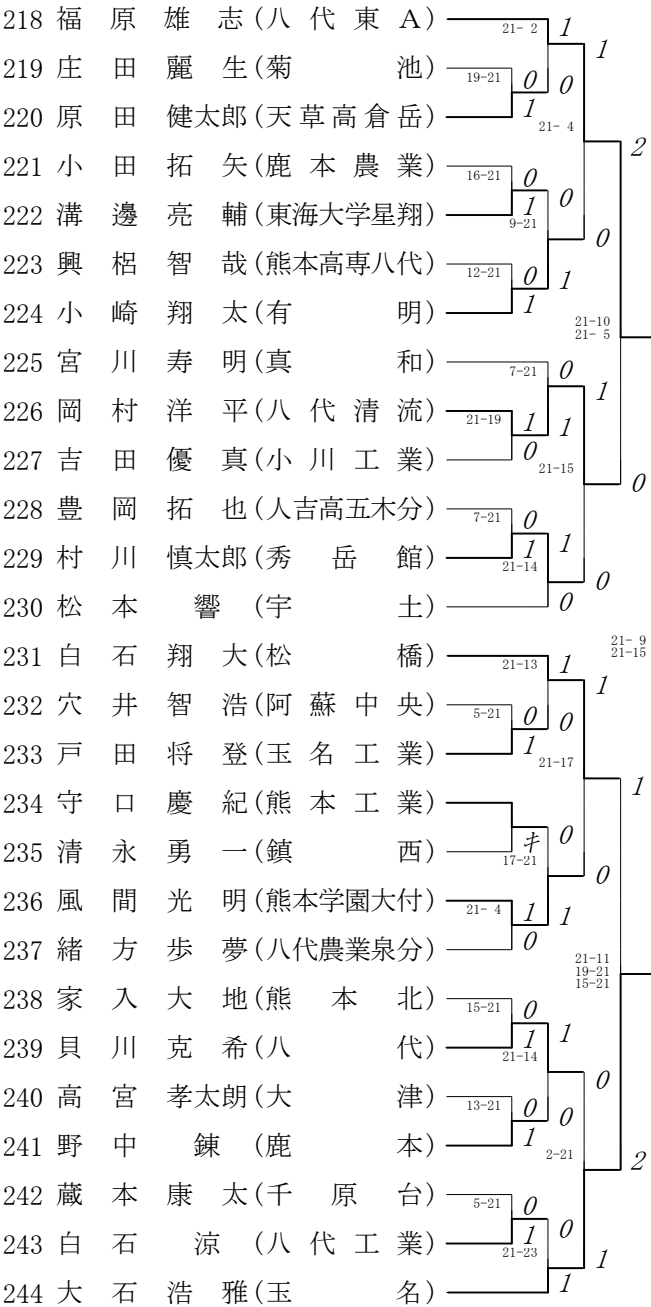 218 福原雄志(八代東A)
219 庄田麗生(菊池)
220 原田健太郎(天草高倉岳)
221 小田拓矢(鹿本農業)
222 溝邊亮輔(東海大学星翔)
223 興梠智哉(熊本高専八代)
224 小崎翔太(有明)
225 宮川寿明(真和)
226 岡村洋平(八代清流)
227 吉田優真(小川工業)
228 豊岡拓也(人吉高五木分)
229 村川慎太郎(秀岳館)
230 松本響(宇土)
231 白石翔大(松橋)
232 穴井智浩(阿蘇中央)
233 戸田将登(玉名工業)
234 守口慶紀(熊本工業)
235 清永勇一(鎮西)
236 風間光明(熊本学園大付)
237 緒方歩夢(八代農業泉分)
238 家入大地(熊本北)
239 貝川克希(八代)
240 高宮孝太朗(大津)
241 野中錬(鹿本)
242 蔵本康太(千原台)
243 白石涼(八代工業)
244 大石浩雅(玉名)
21- 2
19-21
16-21
12-21
7-21
21-19
7-21
21-13
5-21
17-21
21- 4
15-21
13-21
5-21
0
1
0
1
0
1
1
0
0
1
0
1
キ
1
0
0
1
0
1
0
1
21- 4
9-21
21-15
21-14
21-17
21-14
2-21
21-23
1
0
0
1
0
1
1
0
1
0
0
1
1
0
0
1
1
0
1
0
1
0
0
1
21-10
21- 5
21-11
19-21
15-21
2
0
1
2
21- 9
21-15